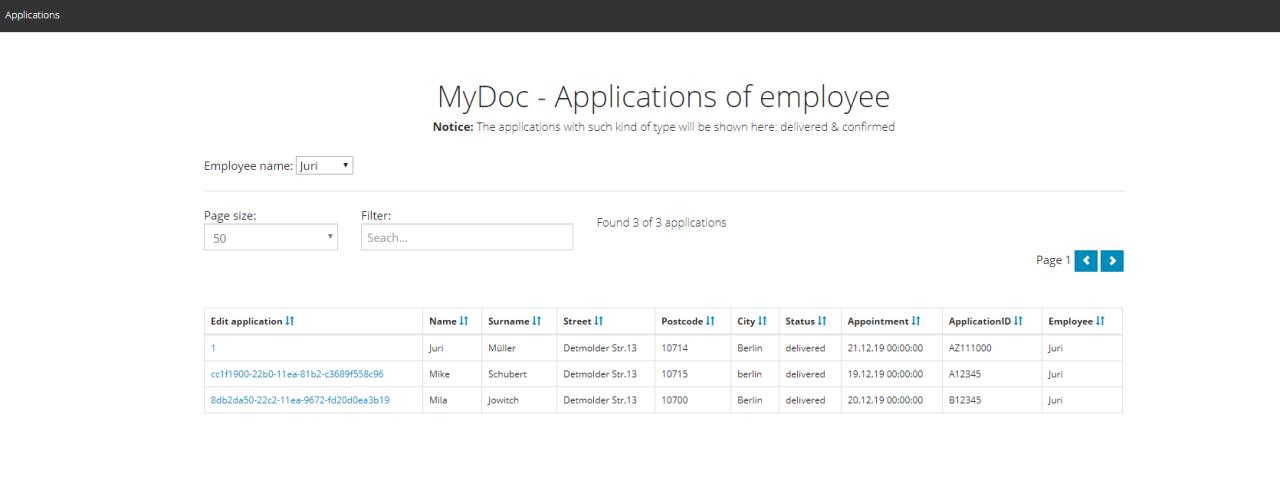 Applications
MyDoc - Applications of employee
Notice: The applications with such kind of type will be shown here: delivered & confirmed
Employee name: Juri
Page size: Filter:
50 Seach... Found 3 of 3 applications
Page 1
Edit application Name Surname Street Postcode City Status Appointment ApplicationID Employee
1 Juri Müller Detmolder Str.13 10714 Berlin delivered 21.12.19 00:00:00 AZ111000 Juri
cc1f1900-22b0-11ea-81b2-c3689f558c96 Mike Schubert Detmolder Str.13 10715 berlin delivered 19.12.19 00:00:00 A12345 Juri
8db2da50-22c2-11ea-9672-fd20d0ea3b19 Mila Jowitch Detmolder Str.13 10700 Berlin delivered 20.12.19 00:00:00 B12345 Juri